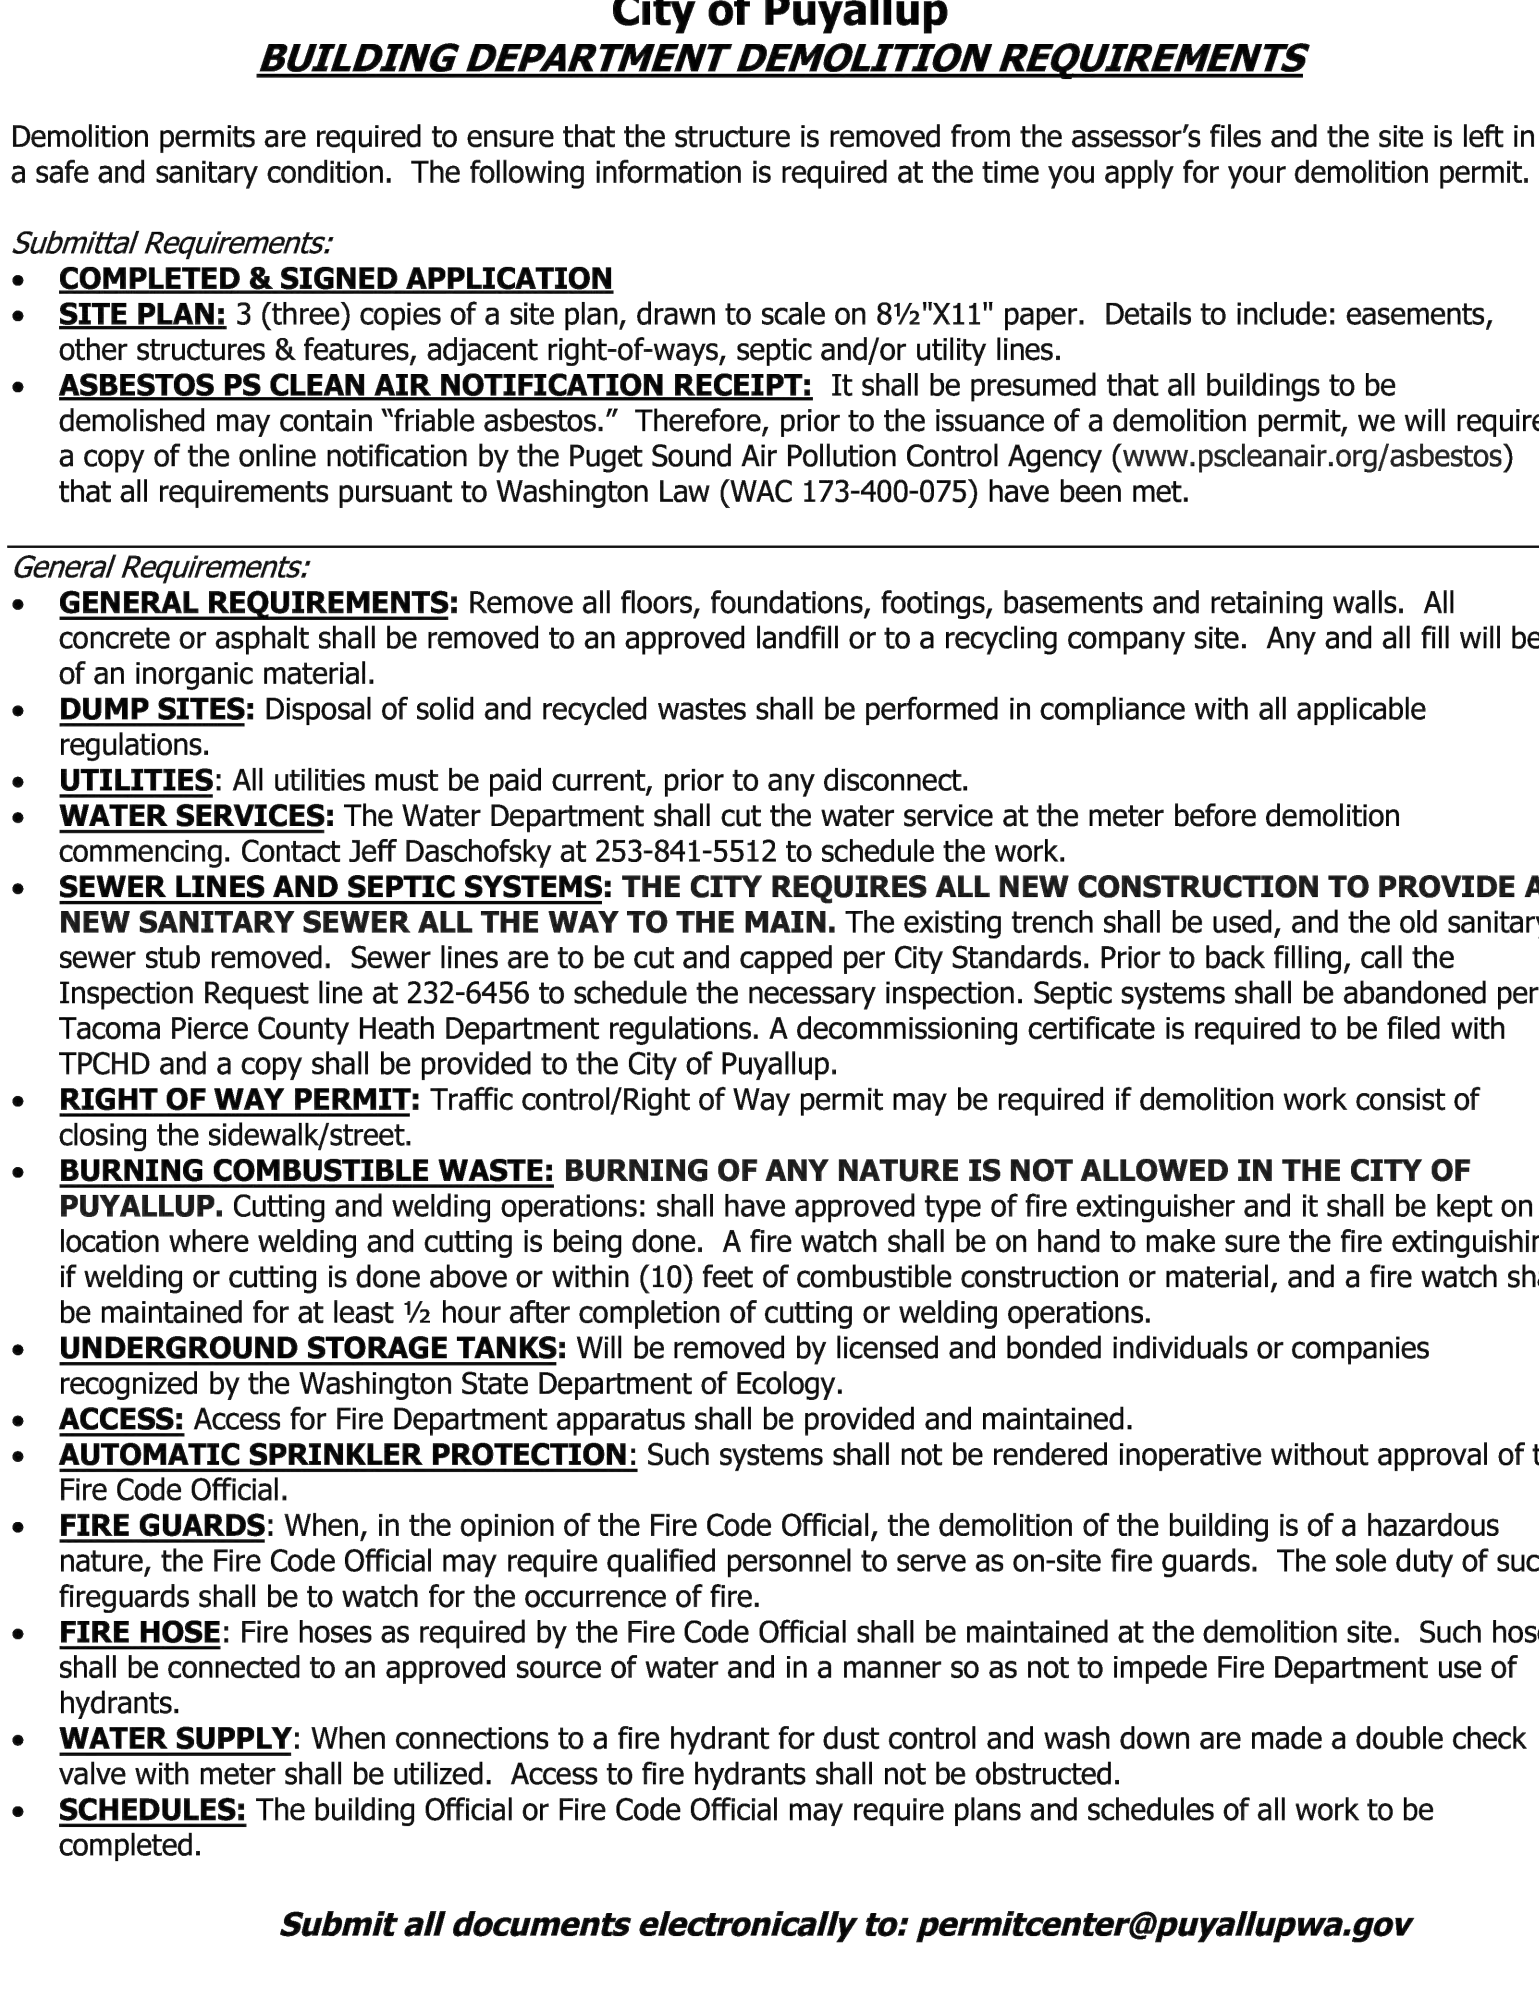 City of Puyallup
BUILDING DEPARTMENT DEMOLITION REQUIREMENTS
Demolition permits are required to ensure that the structure is removed from the assessor’s files and the site is left in
a safe and sanitary condition.  The following information is required at the time you apply for your demolition permit.
Submittal Requirements:
• COMPLETED & SIGNED APPLICATION
• SITE PLAN: 3 (three) copies of a site plan, drawn to scale on 8½"X11" paper.  Details to include: easements,
other structures & features, adjacent right-of-ways, septic and/or utility lines.
• ASBESTOS PS CLEAN AIR NOTIFICATION RECEIPT:  It shall be presumed that all buildings to be
demolished may contain “friable asbestos.”  Therefore, prior to the issuance of a demolition permit, we will require
a copy of the online notification by the Puget Sound Air Pollution Control Agency (www.pscleanair.org/asbestos)
that all requirements pursuant to Washington Law (WAC 173-400-075) have been met.
General Requirements:
• GENERAL REQUIREMENTS: Remove all floors, foundations, footings, basements and retaining walls.  All
concrete or asphalt shall be removed to an approved landfill or to a recycling company site.  Any and all fill will be
of an inorganic material.
• DUMP SITES: Disposal of solid and recycled wastes shall be performed in compliance with all applicable
regulations.
• UTILITIES: All utilities must be paid current, prior to any disconnect.
• WATER SERVICES: The Water Department shall cut the water service at the meter before demolition
commencing. Contact Jeff Daschofsky at 253-841-5512 to schedule the work.
• SEWER LINES AND SEPTIC SYSTEMS: THE CITY REQUIRES ALL NEW CONSTRUCTION TO PROVIDE A
NEW SANITARY SEWER ALL THE WAY TO THE MAIN. The existing trench shall be used, and the old sanitary
sewer stub removed.  Sewer lines are to be cut and capped per City Standards. Prior to back filling, call the
Inspection Request line at 232-6456 to schedule the necessary inspection. Septic systems shall be abandoned per
Tacoma Pierce County Heath Department regulations. A decommissioning certificate is required to be filed with
TPCHD and a copy shall be provided to the City of Puyallup.
• RIGHT OF WAY PERMIT: Traffic control/Right of Way permit may be required if demolition work consist of
closing the sidewalk/street.
• BURNING COMBUSTIBLE WASTE: BURNING OF ANY NATURE IS NOT ALLOWED IN THE CITY OF
PUYALLUP. Cutting and welding operations: shall have approved type of fire extinguisher and it shall be kept on
location where welding and cutting is being done.  A fire watch shall be on hand to make sure the fire extinguishin
if welding or cutting is done above or within (10) feet of combustible construction or material, and a fire watch sha
be maintained for at least ½ hour after completion of cutting or welding operations.
• UNDERGROUND STORAGE TANKS: Will be removed by licensed and bonded individuals or companies
recognized by the Washington State Department of Ecology.
• ACCESS: Access for Fire Department apparatus shall be provided and maintained.
• AUTOMATIC SPRINKLER PROTECTION: Such systems shall not be rendered inoperative without approval of t
Fire Code Official.
• FIRE GUARDS: When, in the opinion of the Fire Code Official, the demolition of the building is of a hazardous
nature, the Fire Code Official may require qualified personnel to serve as on-site fire guards.  The sole duty of suc
fireguards shall be to watch for the occurrence of fire.
• FIRE HOSE: Fire hoses as required by the Fire Code Official shall be maintained at the demolition site.  Such hose
shall be connected to an approved source of water and in a manner so as not to impede Fire Department use of
hydrants.
• WATER SUPPLY: When connections to a fire hydrant for dust control and wash down are made a double check
valve with meter shall be utilized.  Access to fire hydrants shall not be obstructed.
• SCHEDULES: The building Official or Fire Code Official may require plans and schedules of all work to be
completed.
Submit all documents electronically to: permitcenter@puyallupwa.gov